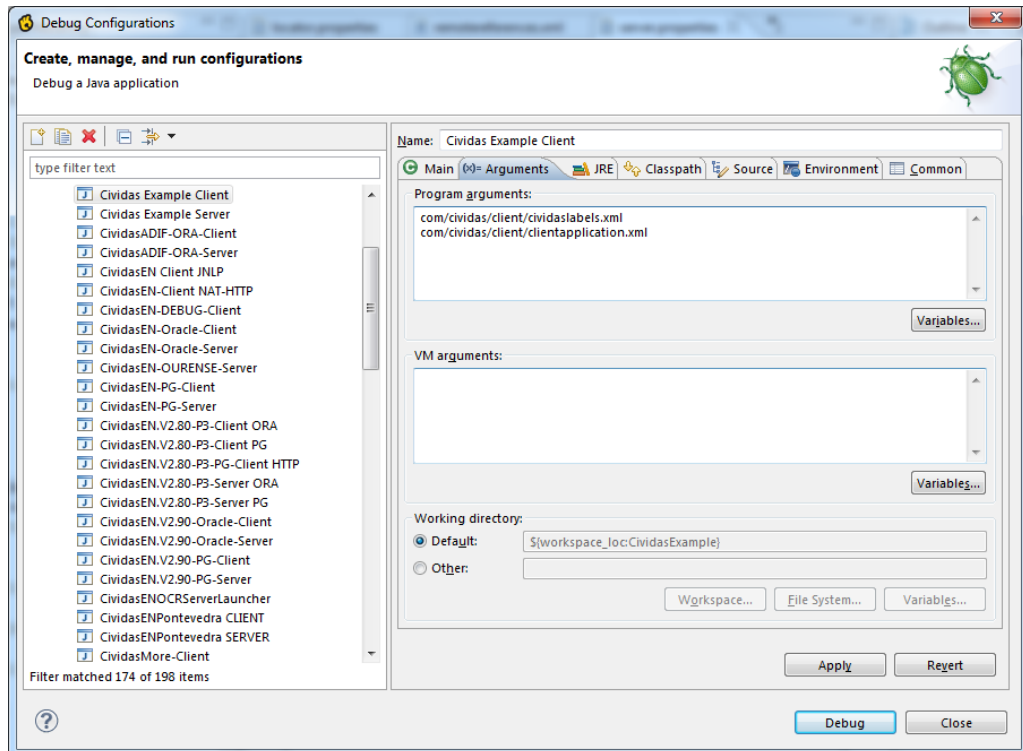 Debug Configurations
Create, manage, and run configurations
Debug a Java application
type filter text
Cividas Example Client
Cividas Example Server
CividasADIF-ORA-Client
CividasADIF-ORA-Server
CividasEN Client JNLP
CividasEN-Client NAT-HTTP
CividasEN-DEBUG-Client
CividasEN-Oracle-Client
CividasEN-Oracle-Server
CividasEN-OURENSE-Server
CividasEN-PG-Client
CividasEN-PG-Server
CividasEN.V2.80-P3-Client ORA
CividasEN.V2.80-P3-Client PG
CividasEN.V2.80-P3-PG-Client HTTP
CividasEN.V2.80-P3-Server ORA
CividasEN.V2.80-P3-Server PG
CividasEN.V2.90-Oracle-Client
CividasEN.V2.90-Oracle-Server
CividasEN.V2.90-PG-Client
CividasEN.V2.90-PG-Server
CividasENOCRServerLauncher
CividasENPontevedra CLIENT
CividasENPontevedra SERVER
CividasMore-Client
Filter matched 174 of 198 items
Name: Cividas Example Client
Main (x)= Arguments JRE Classpath Source Environment Common
Program arguments:
com/cividas/client/cividaslabels.xml
com/cividas/client/clientapplication.xml
Variables...
VM arguments:
Variables...
Working directory:
Default: ${workspace_loc:CividasExample}
Other:
Workspace... File System... Variables...
Apply Revert
Debug Close